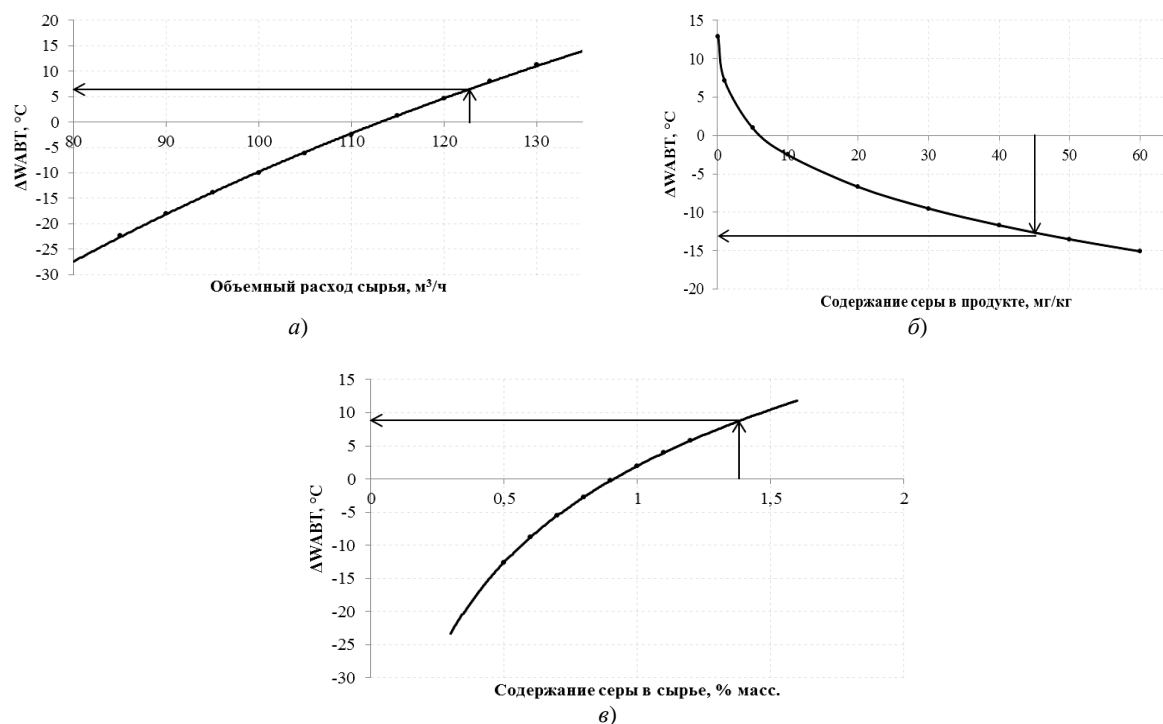 20
15
10
5
0
-5
-10
-15
-20
-25
-30
80 90 100 110 120 130
ΔWABT, °C
Объемный расход сырья, м³/ч
а)
15
10
5
0
-5
-10
-15
-20
0 10 20 30 40 50 60
ΔWABT, °C
Содержание серы в продукте, мг/кг
б)
15
10
5
0
-5
-10
-15
-20
-25
-30
0 0,5 1 1,5 2
ΔWABT, °C
Содержание серы в сырье, % масс.
в)